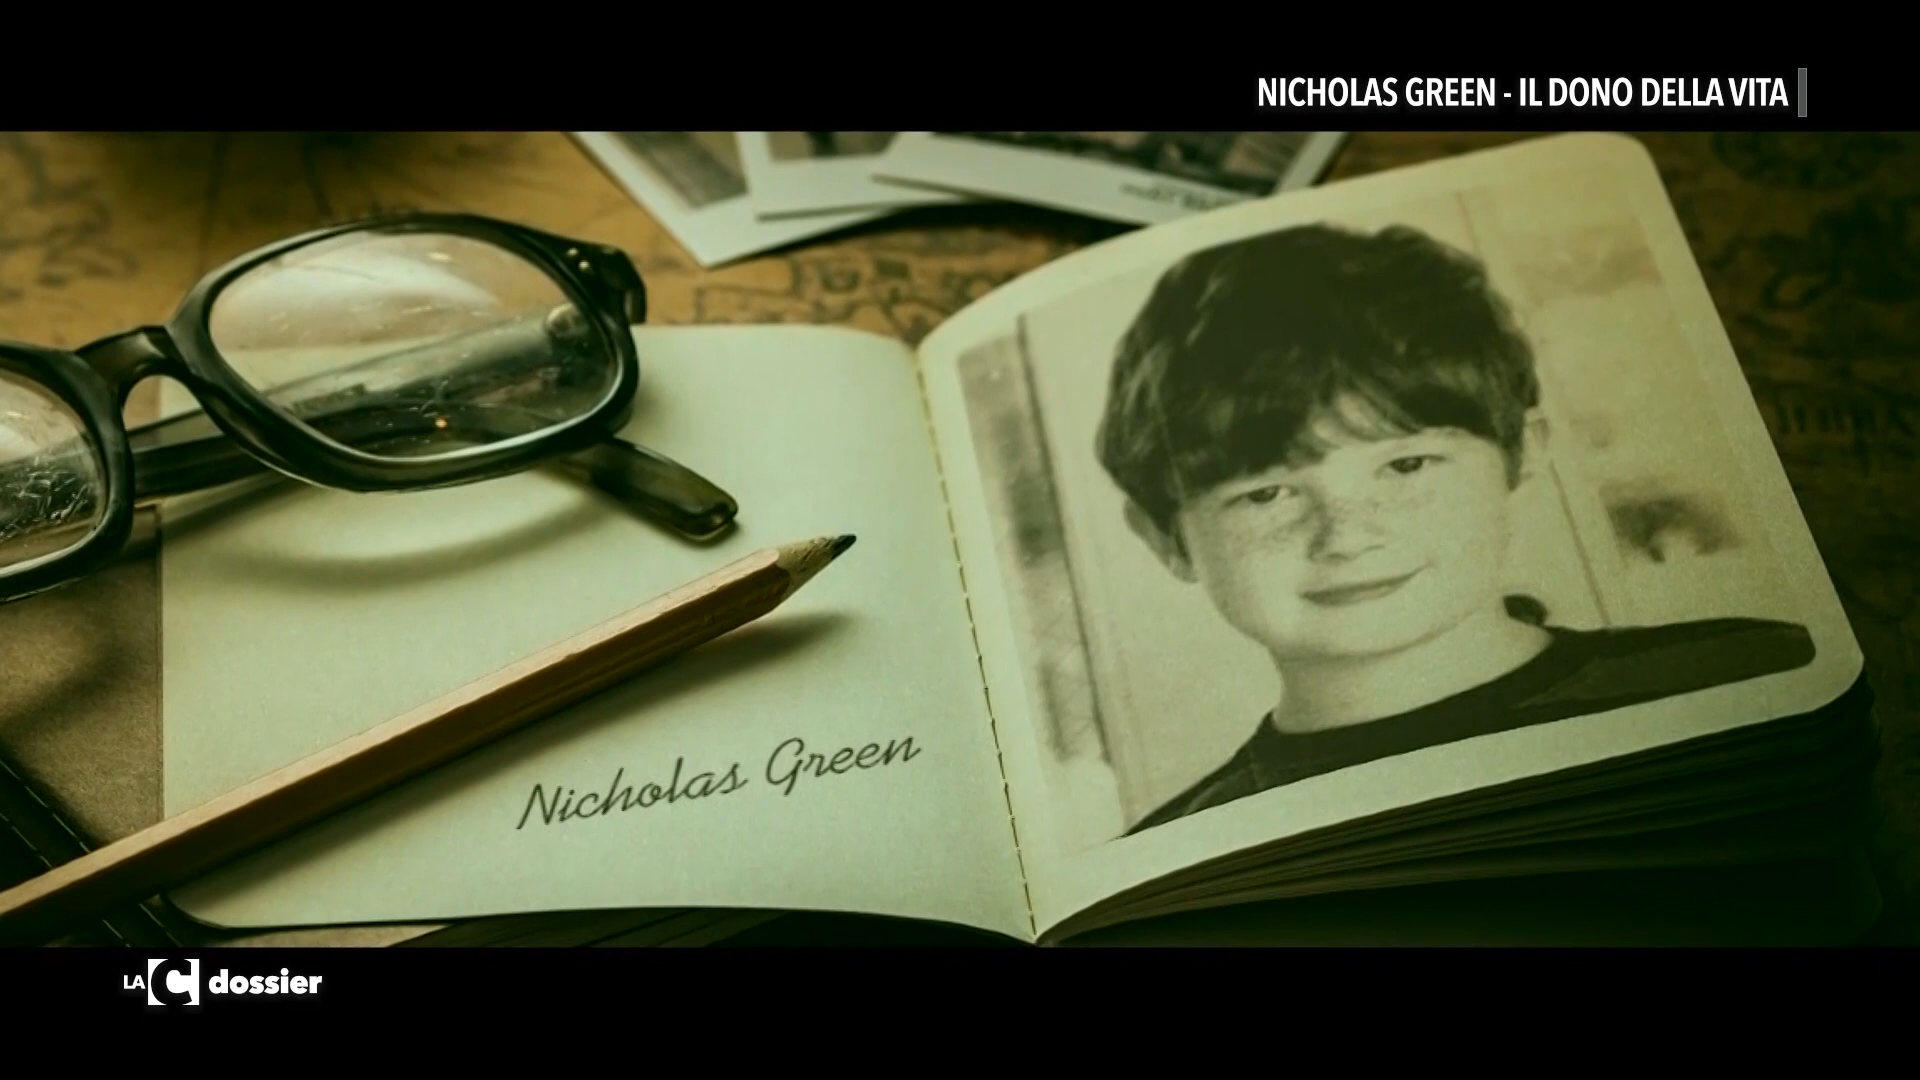 NICHOLAS GREEN - IL DONO DELLA VITA
Nicholas Green
LA C dossier